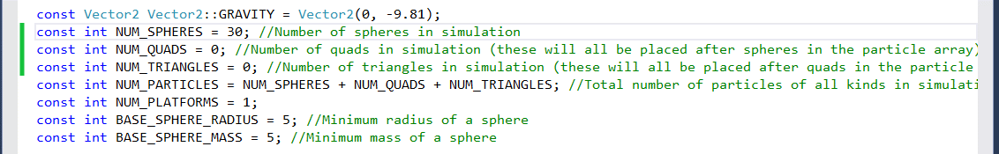 const Vector2 Vector2::GRAVITY = Vector2(0, -9.81);
const int NUM_SPHERES = 30; //Number of spheres in simulation
const int NUM_QUADS = 0; //Number of quads in simulation (these will all be placed after spheres in the particle array)
const int NUM_TRIANGLES = 0; //Number of triangles in simulation (these will all be placed after quads in the particle
const int NUM_PARTICLES = NUM_SPHERES + NUM_QUADS + NUM_TRIANGLES; //Total number of particles of all kinds in simulati
const int NUM_PLATFORMS = 1;
const int BASE_SPHERE_RADIUS = 5; //Minimum radius of a sphere
const int BASE_SPHERE_MASS = 5; //Minimum mass of a sphere